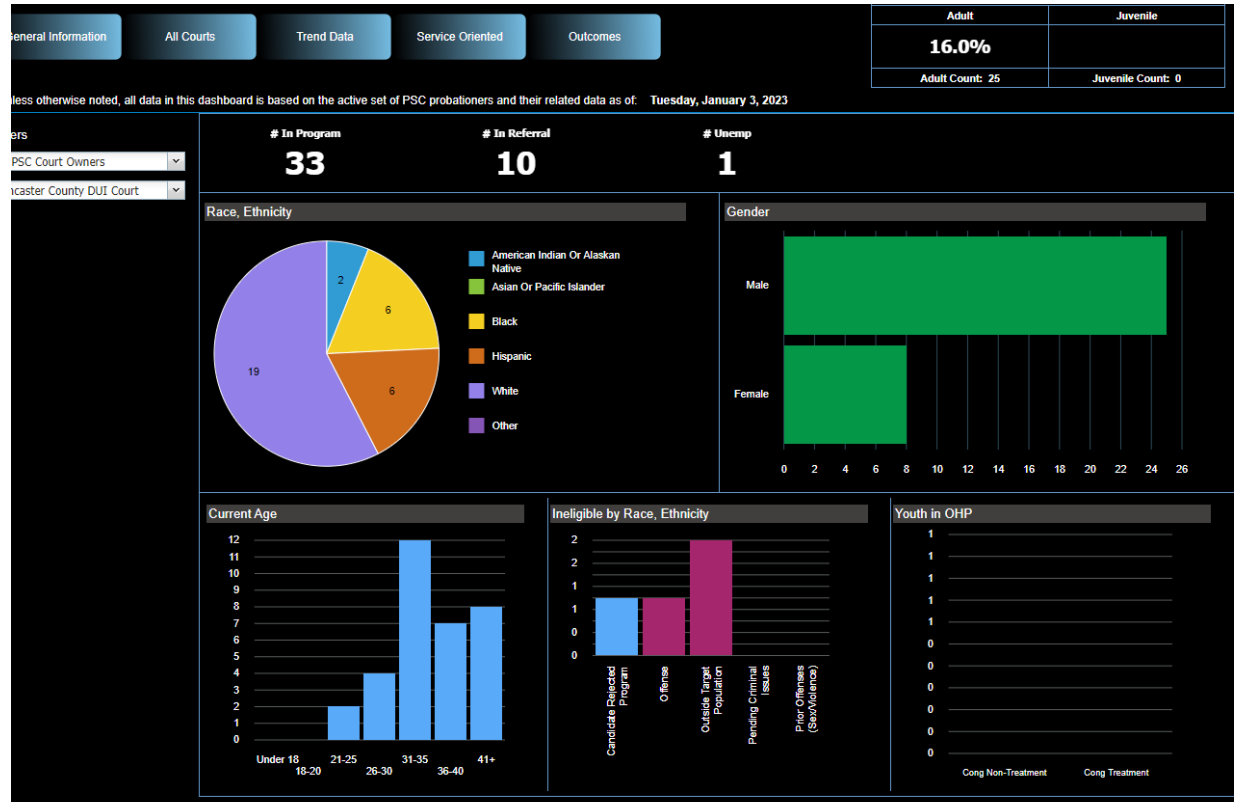 General Information
All Courts
Trend Data
Service Oriented
Outcomes
Adult
Juvenile
16.0%
Adult Count: 25
Juvenile Count: 0
nless otherwise noted, all data in this dashboard is based on the active set of PSC probationers and their related data as of: Tuesday, January 3, 2023
ers
PSC Court Owners
ncaster County DUI Court
# In Program
# In Referral
# Unemp
33
10
1
Race, Ethnicity
2
6
6
19
American Indian Or Alaskan
Native
Asian Or Pacific Islander
Black
Hispanic
White
Other
Gender
Male
Female
0 2 4 6 8 10 12 14 16 18 20 22 24 26
Current Age
12
11
10
9
8
7
6
5
4
3
2
1
0
Under 18
18-20
21-25
26-30
31-35
36-40
41+
Ineligible by Race, Ethnicity
2
2
1
1
0
0
Candidate Rejected
Program
Offense
Outside Target
Population
Pending Criminal
Issues
Prior Offenses
(Sex/Violence)
Youth in OHP
1
1
1
1
1
0
0
0
0
0
0
Cong Non-Treatment
Cong Treatment